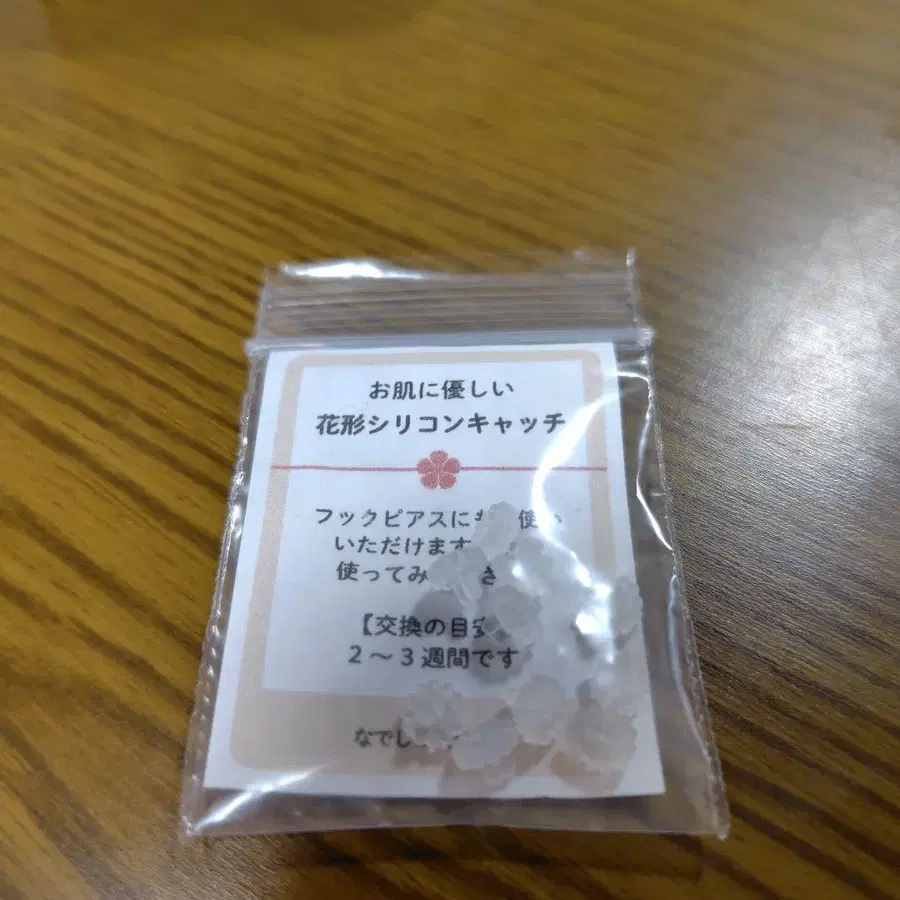 お肌に優しい
花形シリコンキャッチ
フックピアスに 使
いただけます
使ってみ
【交換の目安
2～3週間です
なでし